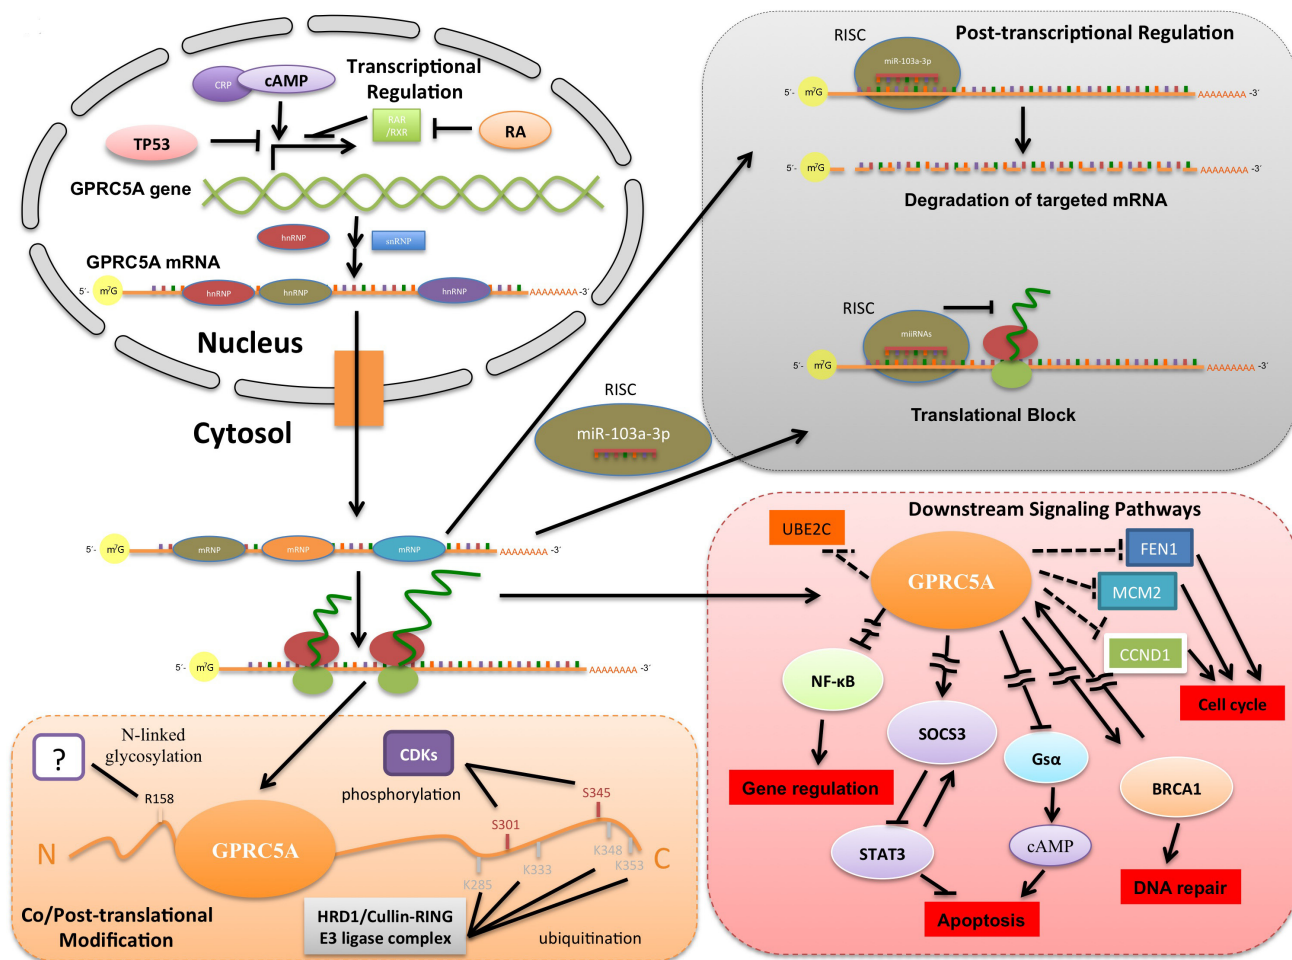 CRP
cAMP
Transcriptional
Regulation
TP53
RAR
/RXR
RA
GPRC5A gene
hnRNP
snRNP
GPRC5A mRNA
5´-
m⁷G
hnRNP
hnRNP
hnRNP
AAAAAAAA
-3´
Nucleus
Cytosol
RISC
miR-103a-3p
5´-
m⁷G
mRNP
mRNP
mRNP
AAAAAAAA
-3´
5´-
m⁷G
AAAAAAAA
-3´
Post-transcriptional Regulation
RISC
miR-103a-3p
5´-
m⁷G
AAAAAAAA
-3´
5´-
m⁷G
AAAAAAAA
-3´
Degradation of targeted mRNA
RISC
miiRNAs
5´-
m⁷G
AAAAAAAA
-3´
Translational Block
Downstream Signaling Pathways
UBE2C
GPRC5A
FEN1
MCM2
CCND1
Cell cycle
NF-κB
SOCS3
Gsα
BRCA1
Gene regulation
STAT3
cAMP
DNA repair
Apoptosis
?
N-linked
glycosylation
R158
CDKs
phosphorylation
S345
S301
N
GPRC5A
K348
K353
C
K333
K285
Co/Post-translational
Modification
HRD1/Cullin-RING
E3 ligase complex
ubiquitination